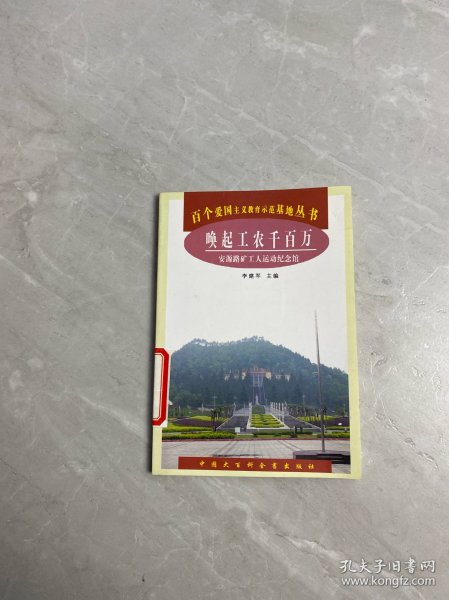 百个爱国主义教育示范基地丛书
唤起工农千百万
安源路矿工人运动纪念馆
李建军 主编
中国大百科全书出版社
孔夫子旧书网
www.kongfz.com